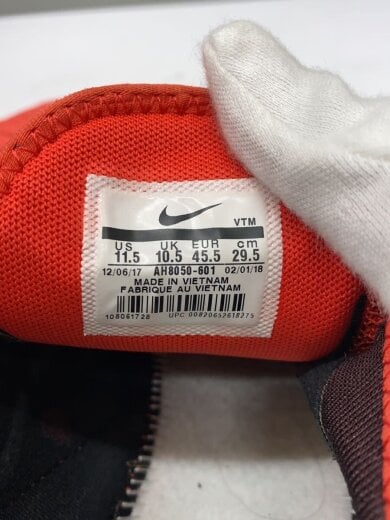 VTM
US UK EUR cm
11.5 10.5 45.5 29.5
12/06/17 AH8050-601 02/01/18
MADE IN VIETNAM
FABRIQUE AU VIETNAM
108061728 UPC.00820652618275